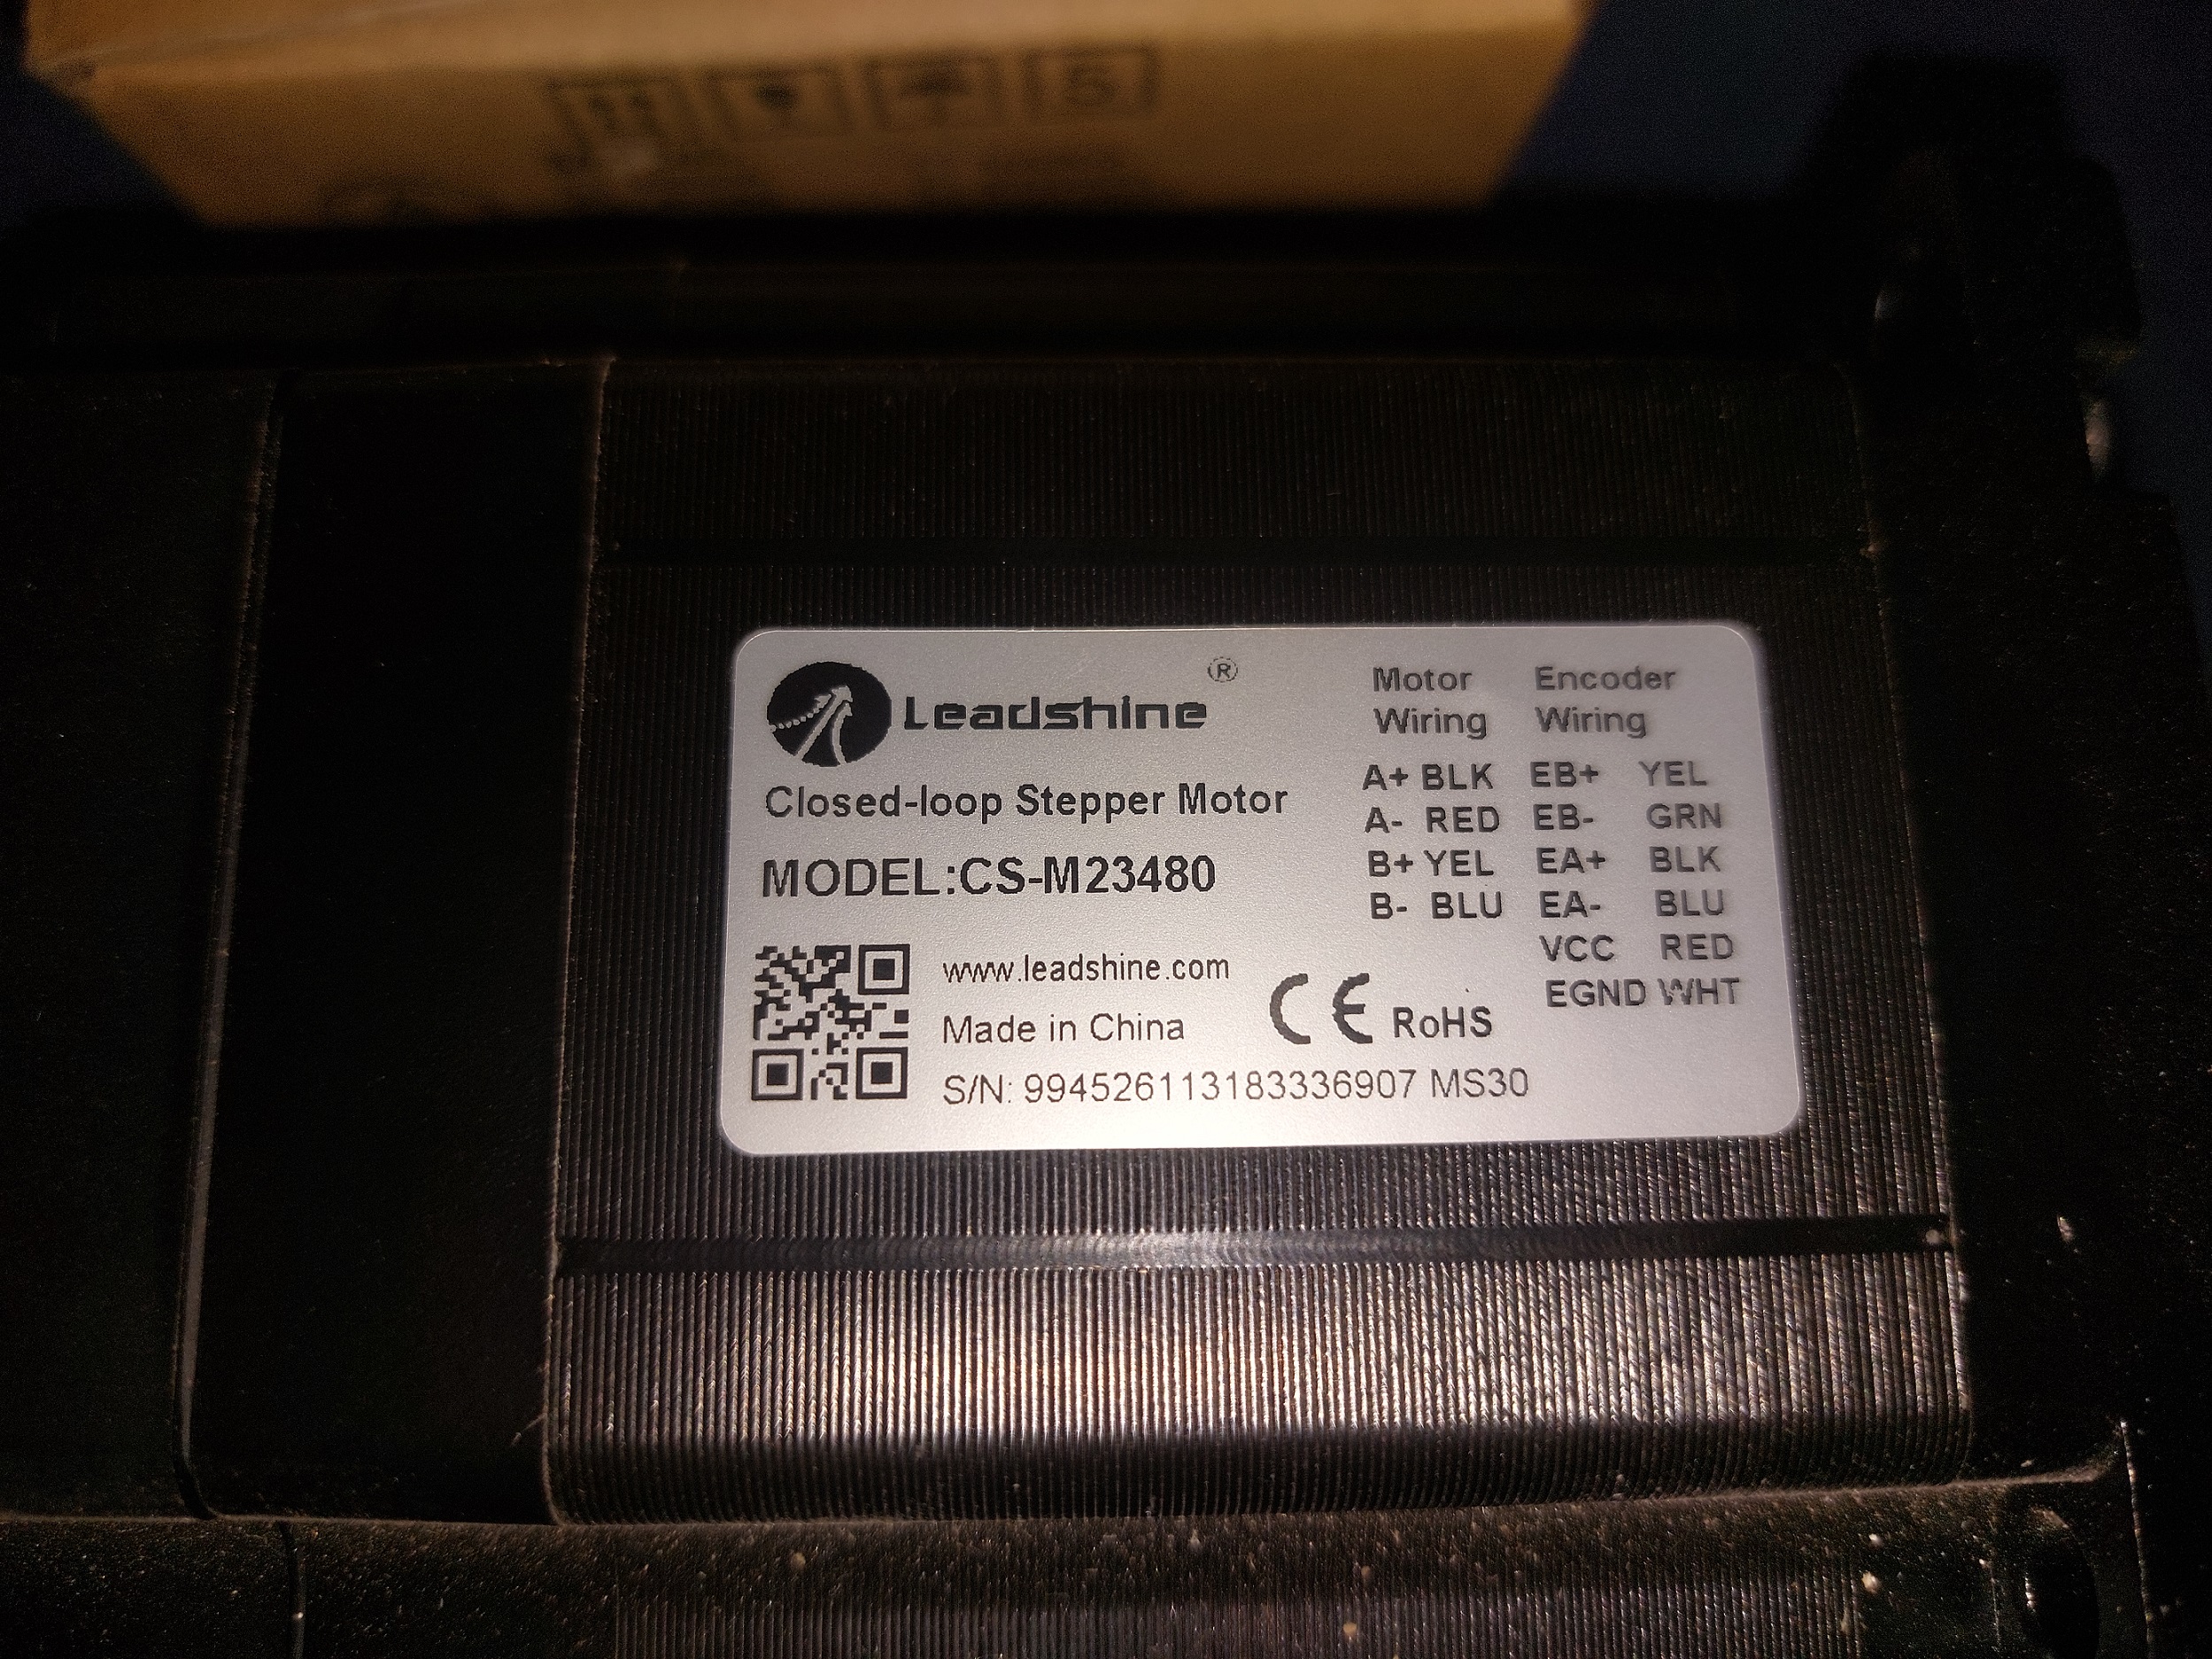 Leadshine®
Closed-loop Stepper Motor
MODEL:CS-M23480
www.leadshine.com
Made in China
CE RoHS
S/N: 994526113183336907 MS30
Motor Wiring
A+ BLK
A- RED
B+ YEL
B- BLU
Encoder Wiring
EB+ YEL
EB- GRN
EA+ BLK
EA- BLU
VCC RED
EGND WHT